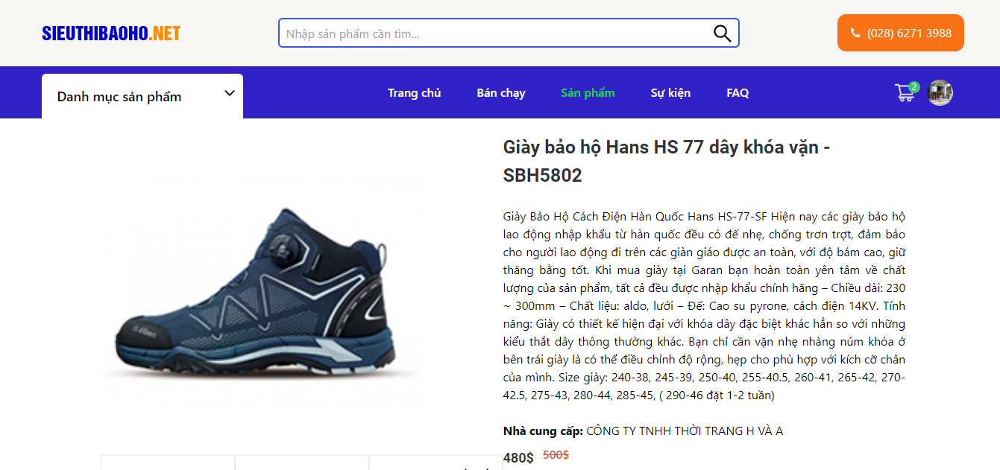 SIEUTHIBAOHO.NET
Nhập sản phẩm cần tìm...
(028) 6271 3988
Danh mục sản phẩm
Trang chủ
Bán chạy
Sản phẩm
Sự kiện
FAQ
2
Giày bảo hộ Hans HS 77 dây khóa vặn -
SBH5802
Giày Bảo Hộ Cách Điện Hàn Quốc Hans HS-77-SF Hiện nay các giày bảo hộ
lao động nhập khẩu từ hàn quốc đều có đế nhẹ, chống trơn trợt, đảm bảo
cho người lao động đi trên các giàn giáo được an toàn, với độ bám cao, giữ
thăng bằng tốt. Khi mua giày tại Garan bạn hoàn toàn yên tâm về chất
lượng của sản phẩm, tất cả đều được nhập khẩu chính hãng – Chiều dài: 230
~ 300mm – Chất liệu: aldo, lưới – Đế: Cao su pyrone, cách điện 14KV. Tính
năng: Giày có thiết kế hiện đại với khóa dây đặc biệt khác hẳn so với những
kiểu thắt dây thông thường khác. Bạn chỉ cần vặn nhẹ nhàng núm khóa ở
bên trái giày là có thể điều chỉnh độ rộng, hẹp cho phù hợp với kích cỡ chân
của mình. Size giày: 240-38, 245-39, 250-40, 255-40.5, 260-41, 265-42, 270-
42.5, 275-43, 280-44, 285-45, ( 290-46 đặt 1-2 tuần)
Nhà cung cấp: CÔNG TY TNHH THỜI TRANG H VÀ A
480$ 500$